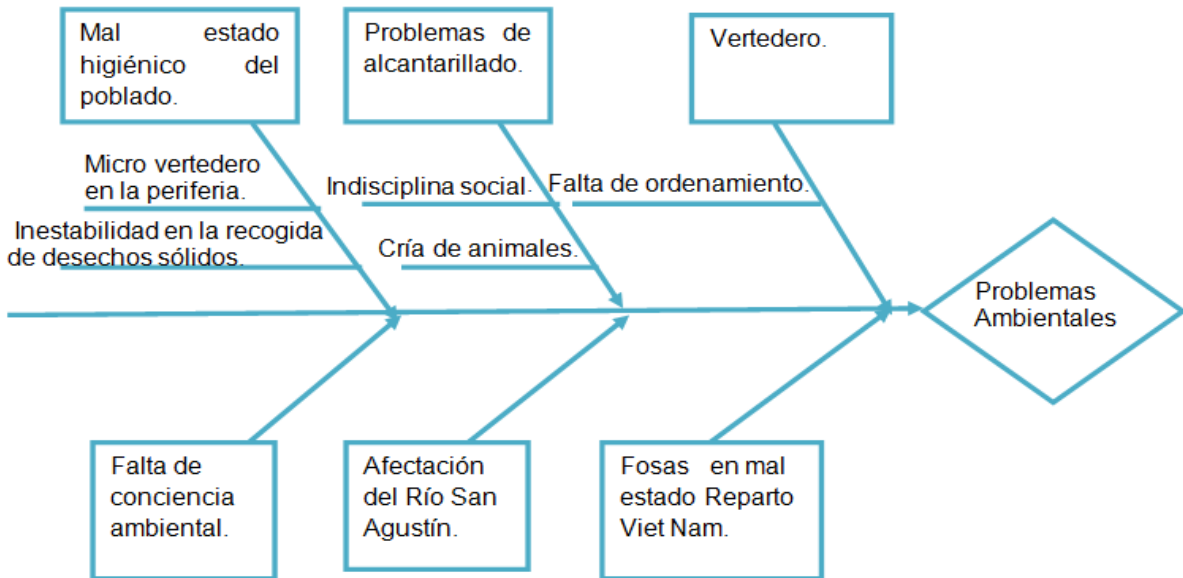 Mal estado
higiénico del
poblado.
Problemas de
alcantarillado.
Vertedero.
Micro vertedero
en la periferia.
Inestabilidad en la recogida
de desechos sólidos.
Indisciplina social.
Cría de animales.
Falta de ordenamiento.
Problemas
Ambientales
Falta de
conciencia
ambiental.
Afectación
del Río San
Agustín.
Fosas en mal
estado Reparto
Viet Nam.